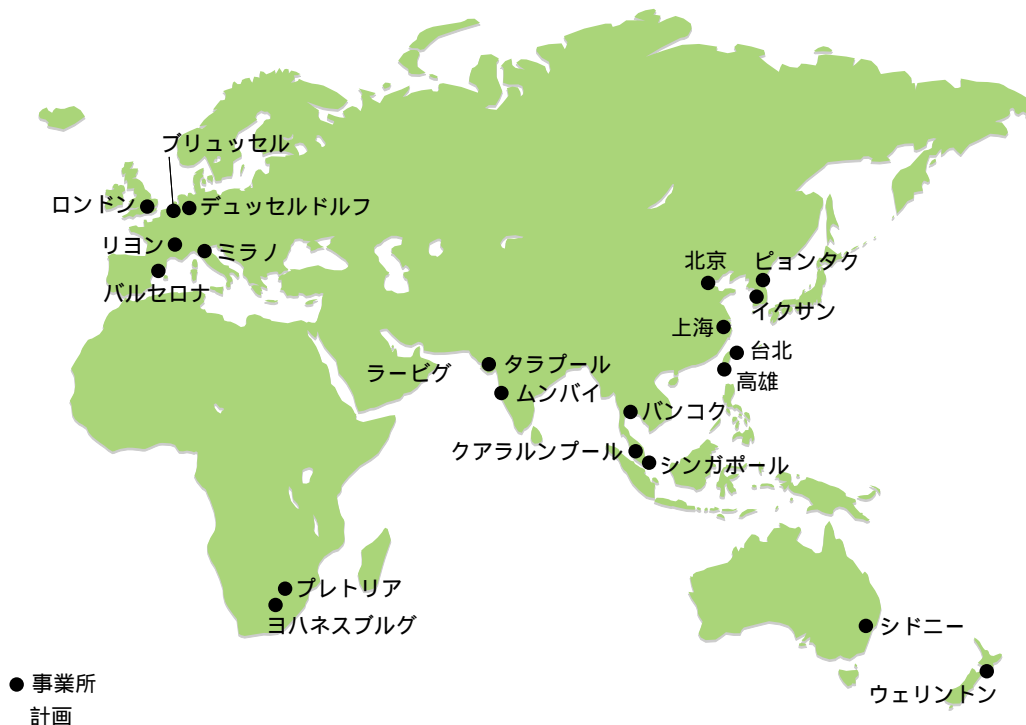 ブリュッセル
ロンドン
デュッセルドルフ
リヨン
ミラノ
バルセロナ
北京
ピョンタク
イクサン
上海
台北
高雄
ラービグ
タラプール
ムンバイ
バンコク
クアラルンプール
シンガポール
プレトリア
ヨハネスブルグ
シドニー
ウェリントン
● 事業所
計画